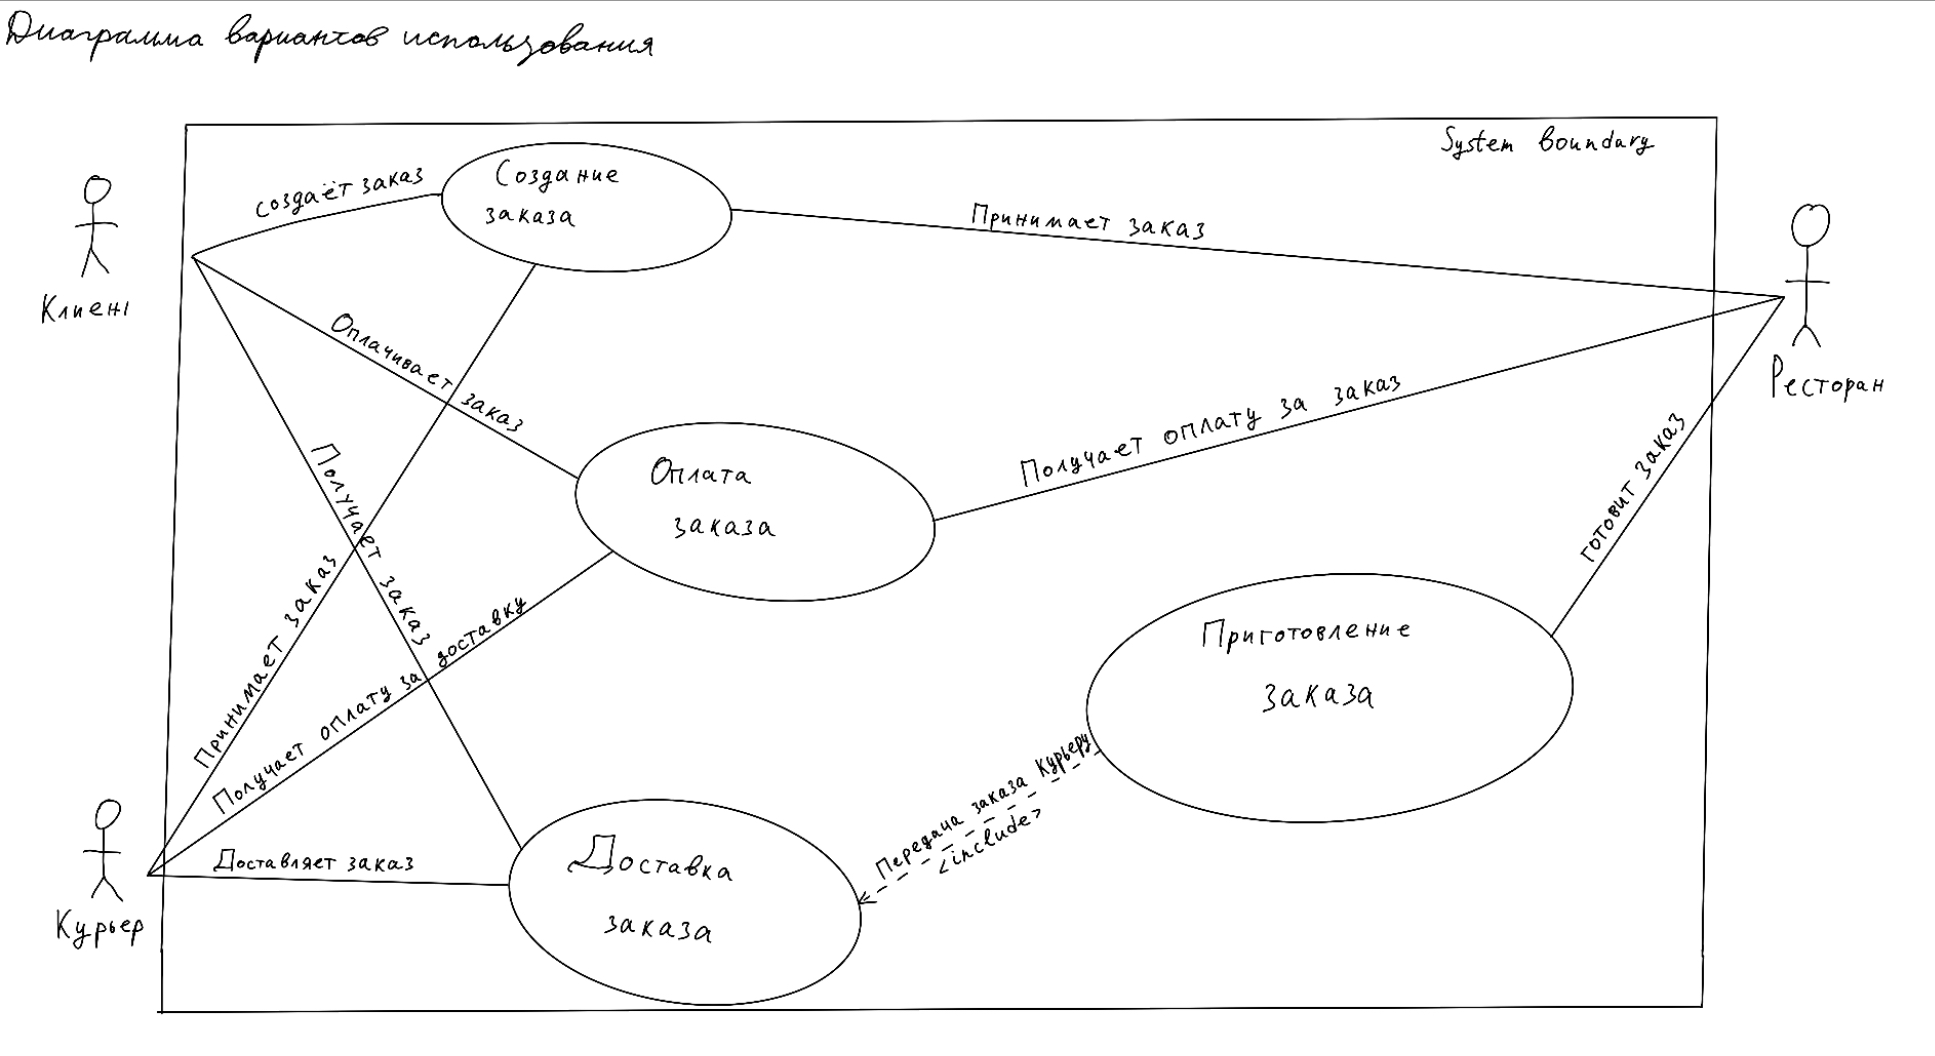 Диаграмма вариантов использования
System boundary
Клиент
создаёт заказ
Создание
заказа
Принимает заказ
Ресторан
Оплачивает заказ
Получает заказ
Оплата
заказа
Получает оплату за заказ
готовит заказ
Принимает заказ
Получает оплату за доставку
Приготовление
заказа
Передача заказа Курьеру
<include>
Курьер
Доставляет заказ
Доставка
заказа